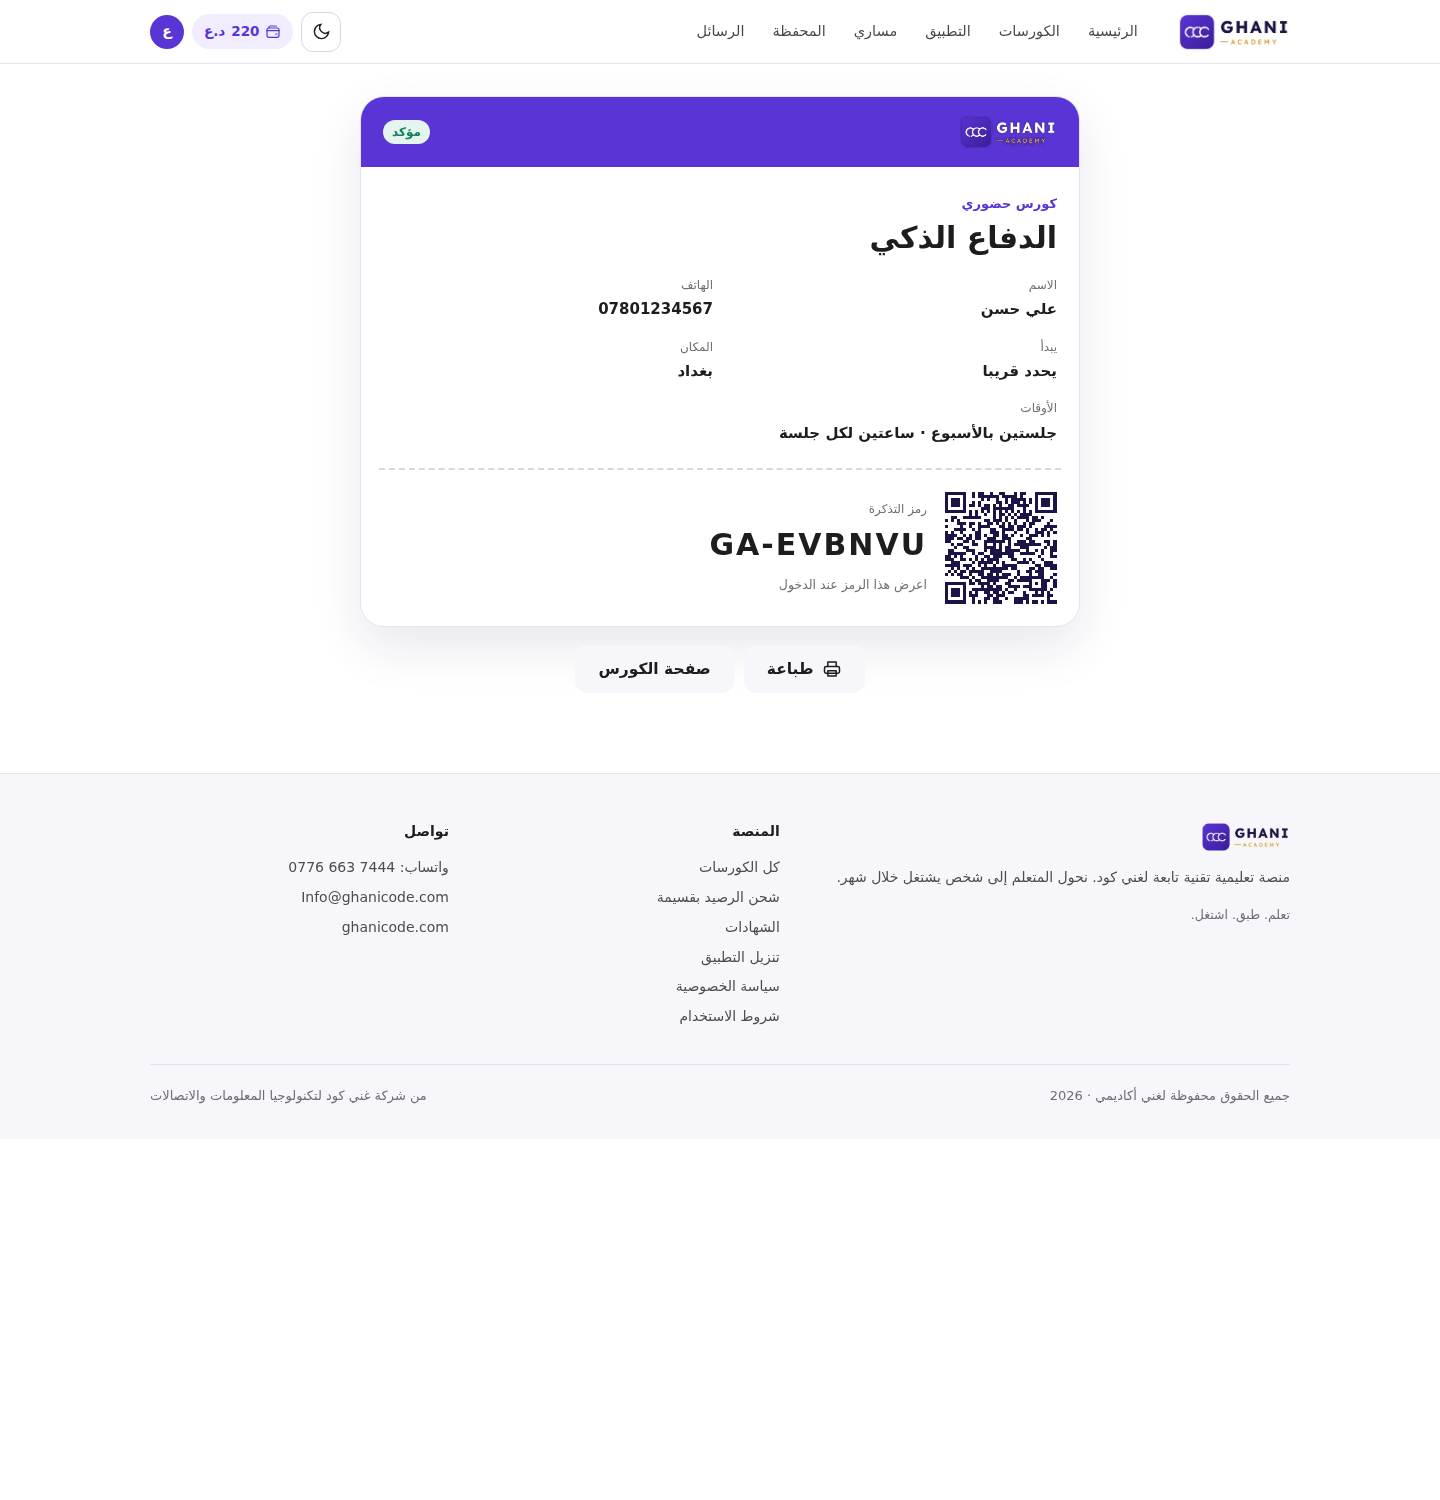 GHANI
ACADEMY
الرئيسية
الكورسات
التطبيق
مساري
المحفظة
الرسائل
220 د.ع
ع
GHANI
ACADEMY
مؤكد
كورس حضوري
الدفاع الذكي
الاسم
علي حسن
الهاتف
07801234567
يبدأ
يحدد قريبا
المكان
بغداد
الأوقات
جلستين بالأسبوع · ساعتين لكل جلسة
رمز التذكرة
GA-EVBNVU
اعرض هذا الرمز عند الدخول
طباعة
صفحة الكورس
GHANI
ACADEMY
منصة تعليمية تقنية تابعة لغني كود. نحول المتعلم إلى شخص يشتغل خلال شهر.
تعلم. طبق. اشتغل.
المنصة
كل الكورسات
شحن الرصيد بقسيمة
الشهادات
تنزيل التطبيق
سياسة الخصوصية
شروط الاستخدام
تواصل
واتساب: 0776 663 7444
Info@ghanicode.com
ghanicode.com
جميع الحقوق محفوظة لغني أكاديمي · 2026
من شركة غني كود لتكنولوجيا المعلومات والاتصالات